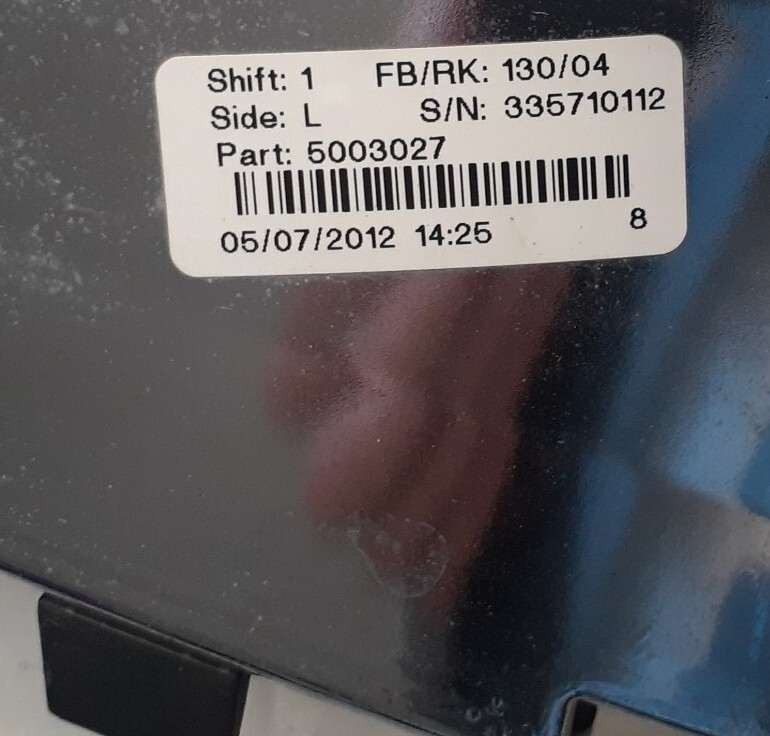 Shift: 1 FB/RK: 130/04
Side: L S/N: 335710112
Part: 5003027
05/07/2012 14:25 8